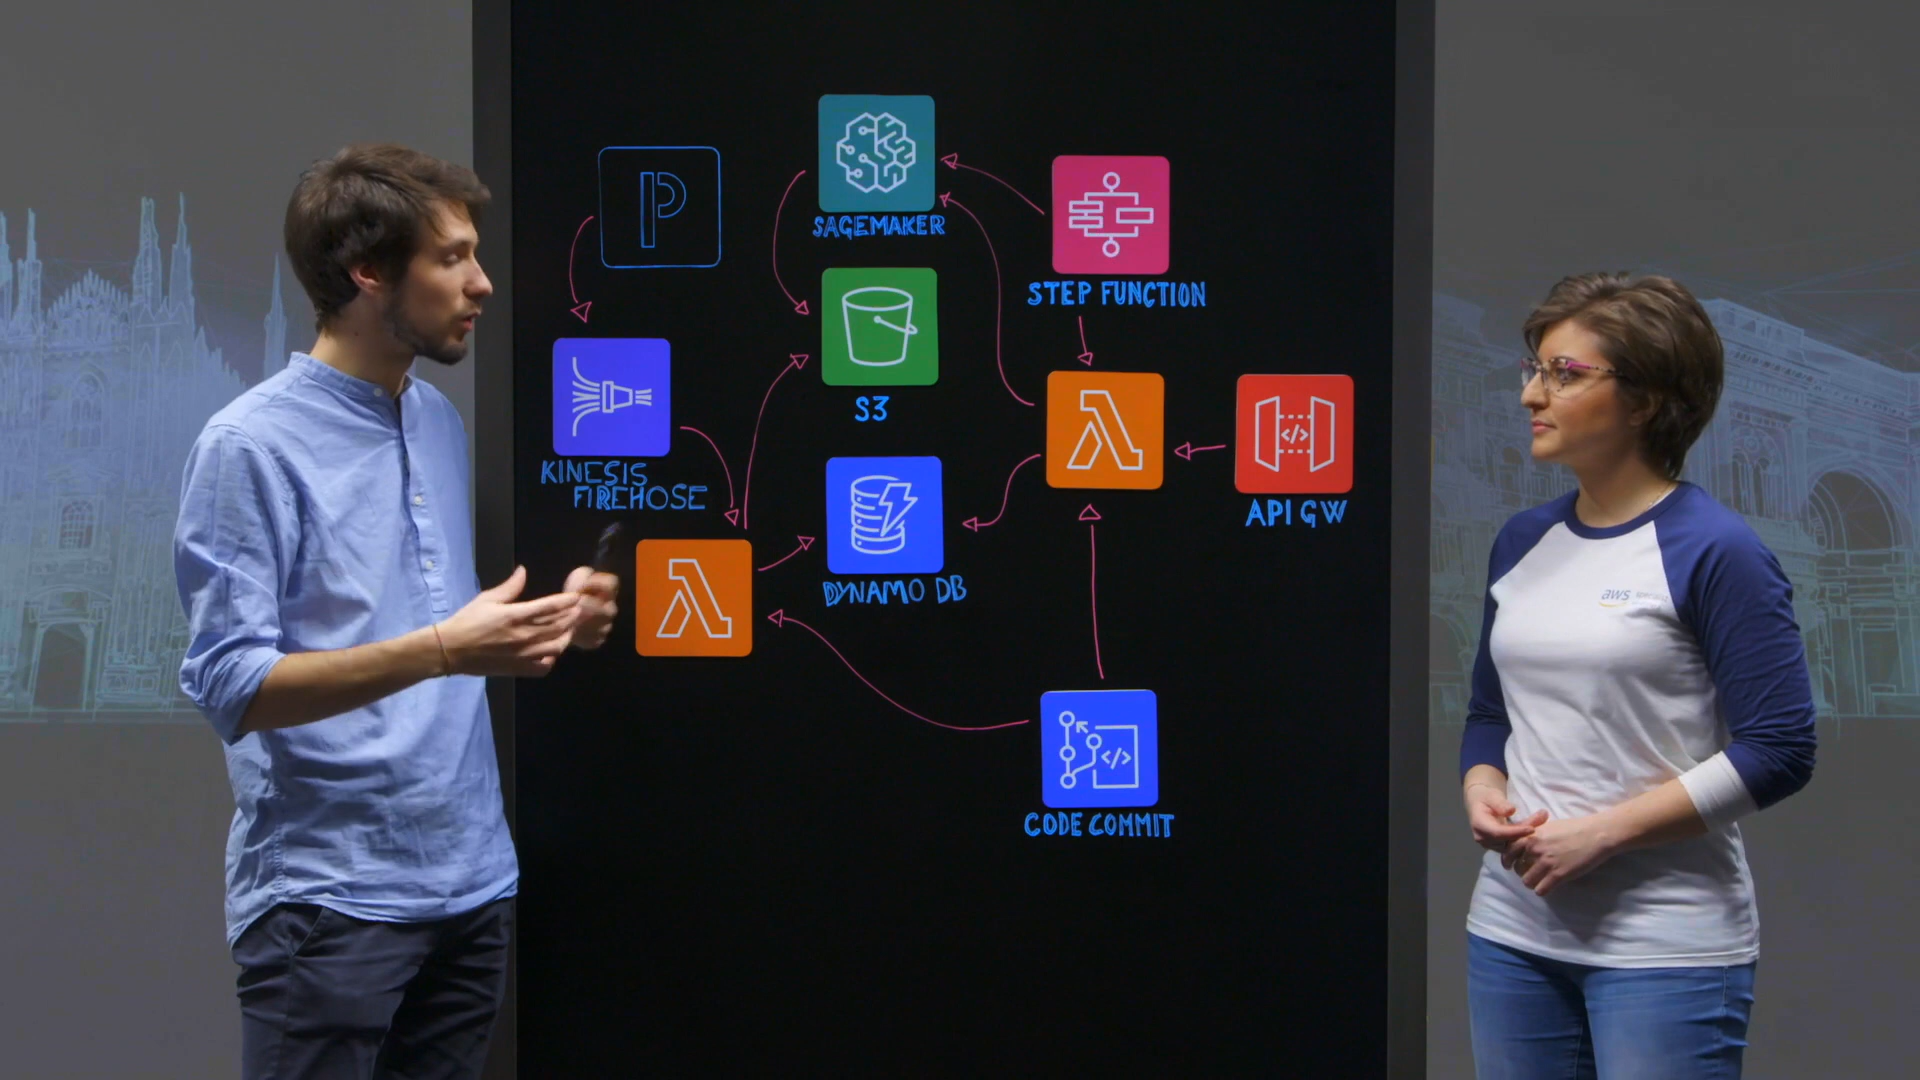 P
SAGEMAKER
STEP FUNCTION
S3
KINESIS
FIREHOSE
</>
API GW
DYNAMO DB
aws
</>
CODE COMMIT